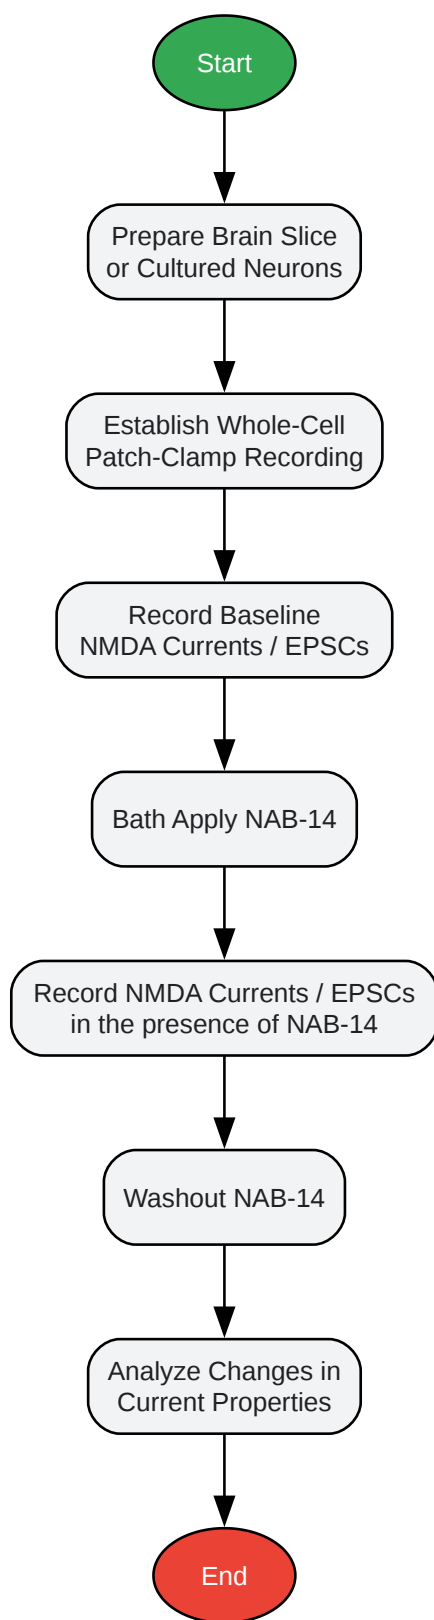 Start
Prepare Brain Slice
or Cultured Neurons
Establish Whole-Cell
Patch-Clamp Recording
Record Baseline
NMDA Currents / EPSCs
Bath Apply NAB-14
Record NMDA Currents / EPSCs
in the presence of NAB-14
Washout NAB-14
Analyze Changes in
Current Properties
End